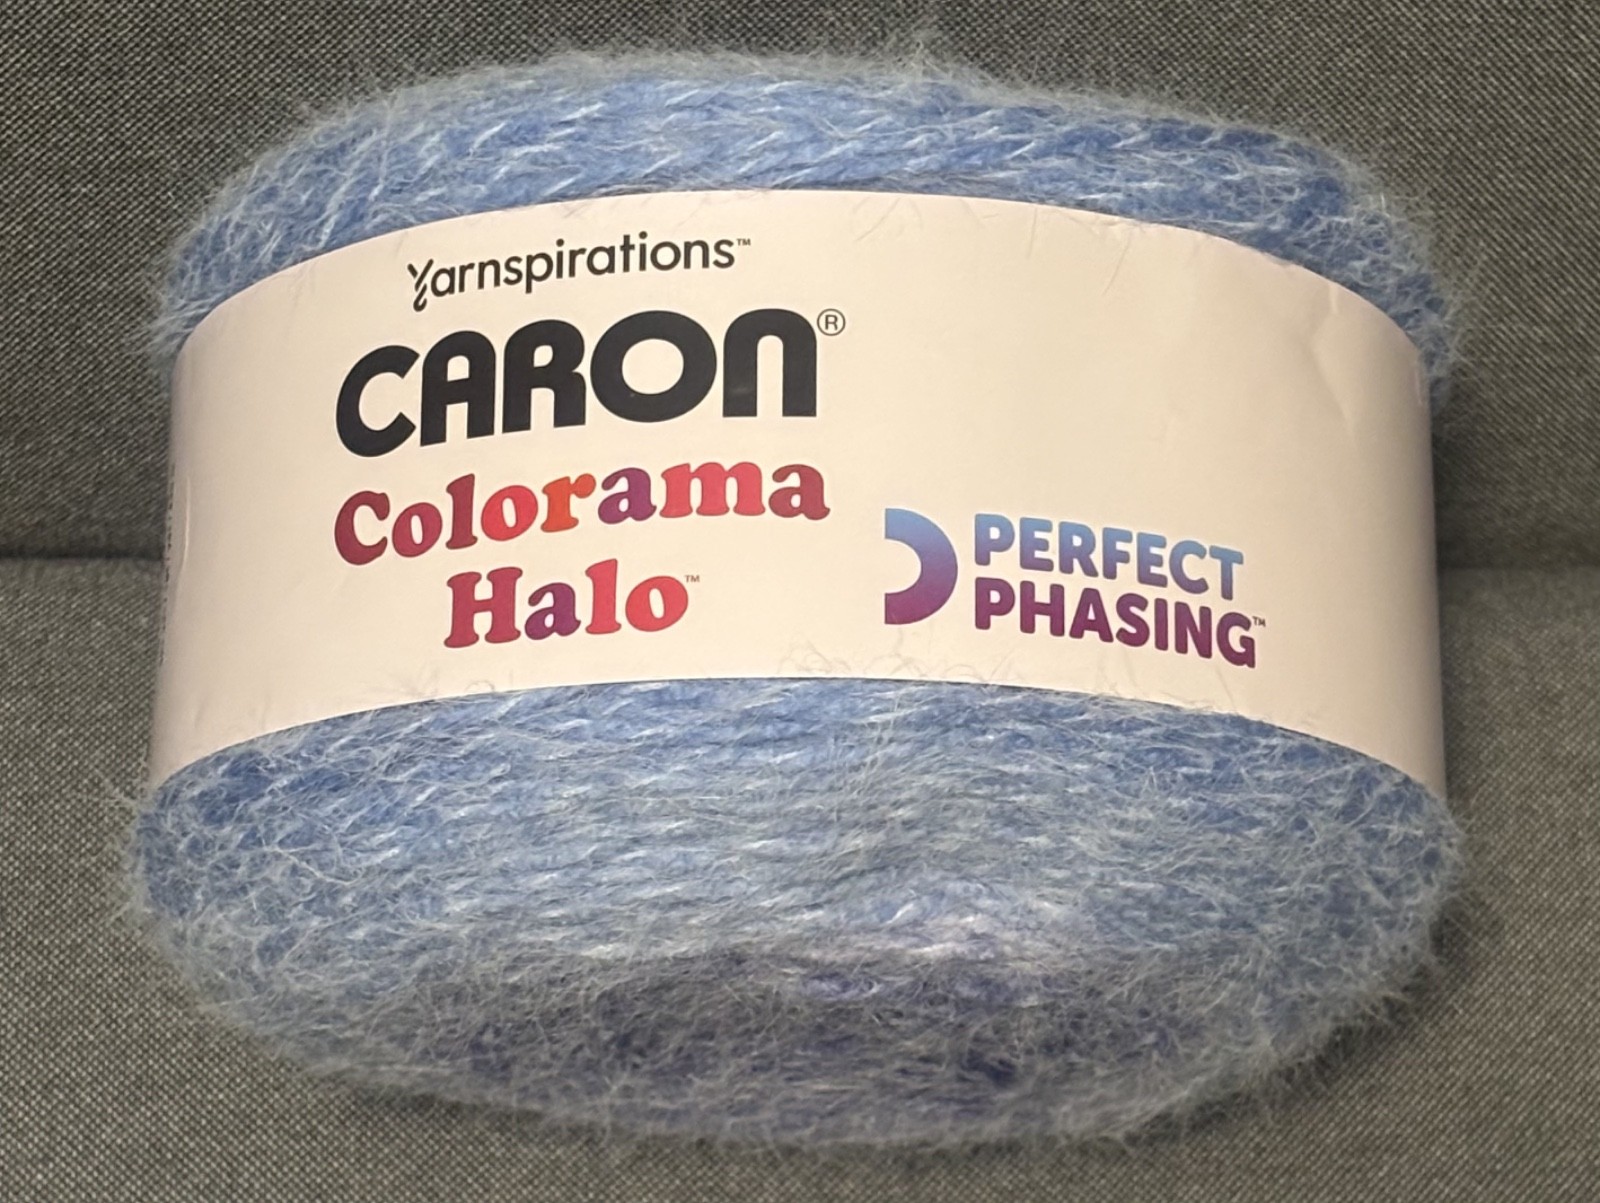 Yarnspirations™
CARON®
Colorama
Halo™
PERFECT
PHASING™